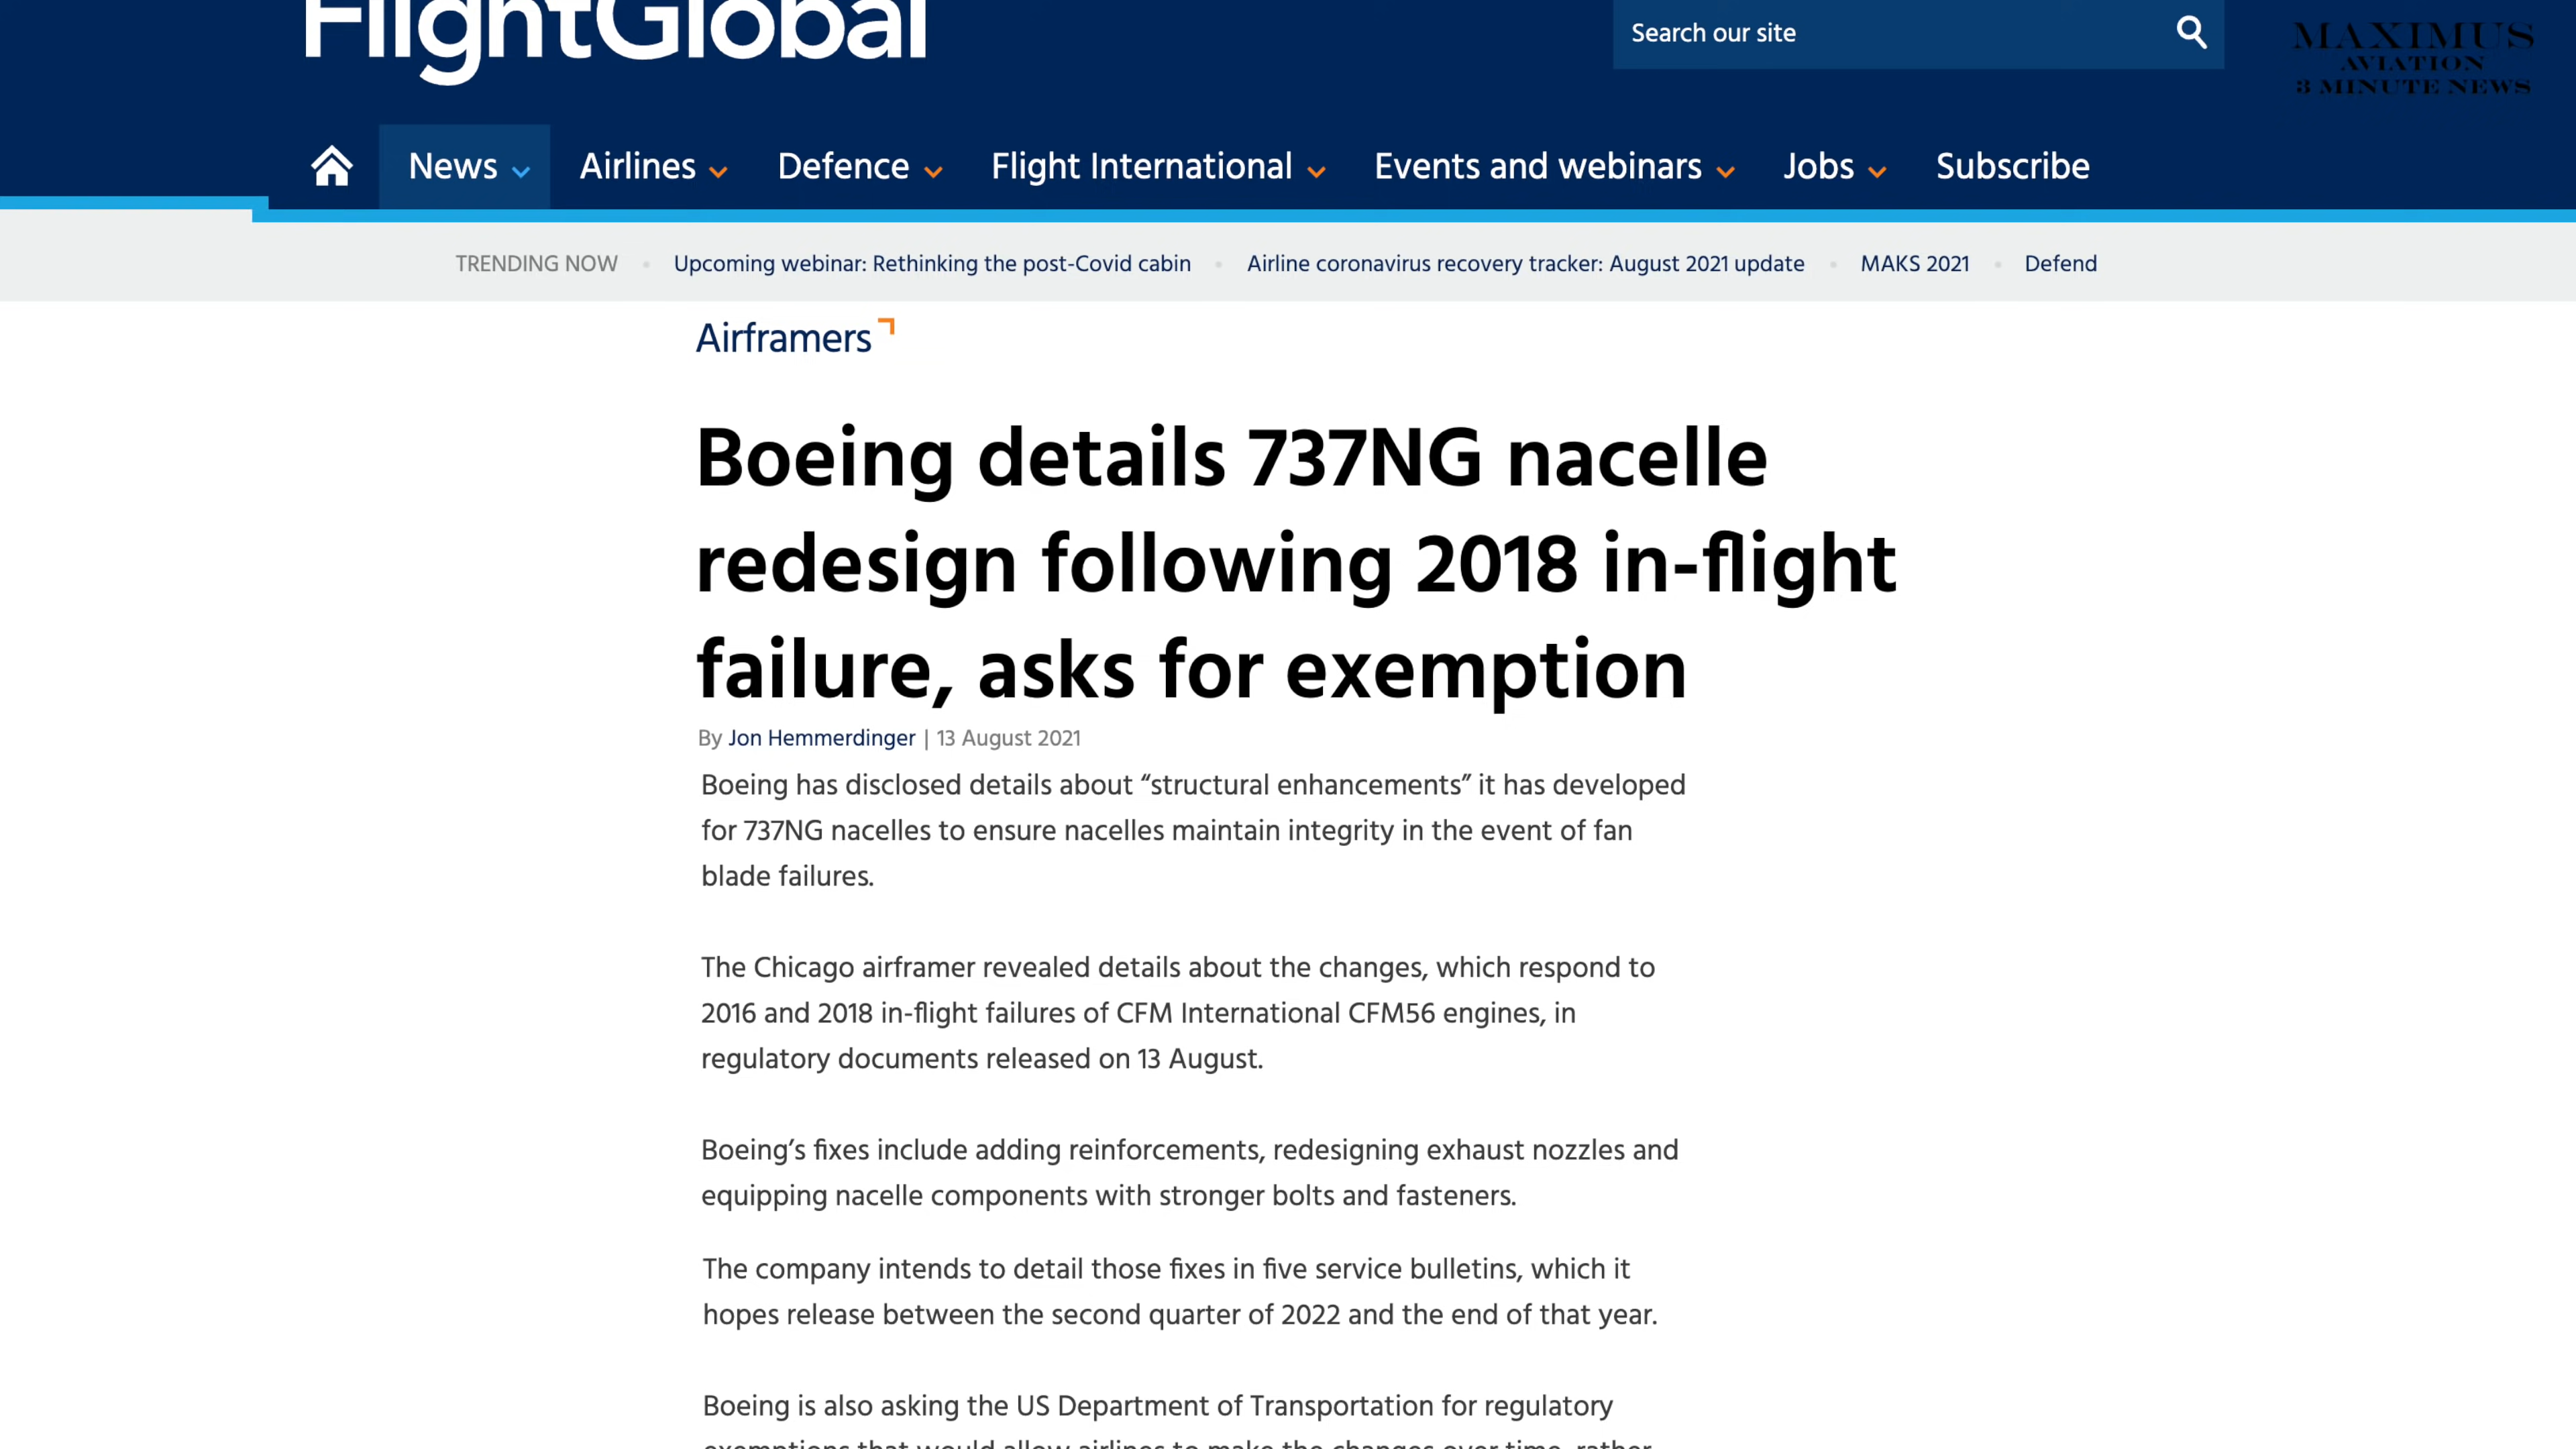 FlightGlobal
Search our site
MAXIMUS
AVIATION
3 MINUTE NEWS
News
Airlines
Defence
Flight International
Events and webinars
Jobs
Subscribe
TRENDING NOW
Upcoming webinar: Rethinking the post-Covid cabin
Airline coronavirus recovery tracker: August 2021 update
MAKS 2021
Defend
Airframers
Boeing details 737NG nacelle
redesign following 2018 in-flight
failure, asks for exemption
By Jon Hemmerdinger | 13 August 2021
Boeing has disclosed details about “structural enhancements” it has developed
for 737NG nacelles to ensure nacelles maintain integrity in the event of fan
blade failures.
The Chicago airframer revealed details about the changes, which respond to
2016 and 2018 in-flight failures of CFM International CFM56 engines, in
regulatory documents released on 13 August.
Boeing’s fixes include adding reinforcements, redesigning exhaust nozzles and
equipping nacelle components with stronger bolts and fasteners.
The company intends to detail those fixes in five service bulletins, which it
hopes release between the second quarter of 2022 and the end of that year.
Boeing is also asking the US Department of Transportation for regulatory
exemptions that would allow airlines to make the changes over time, rather